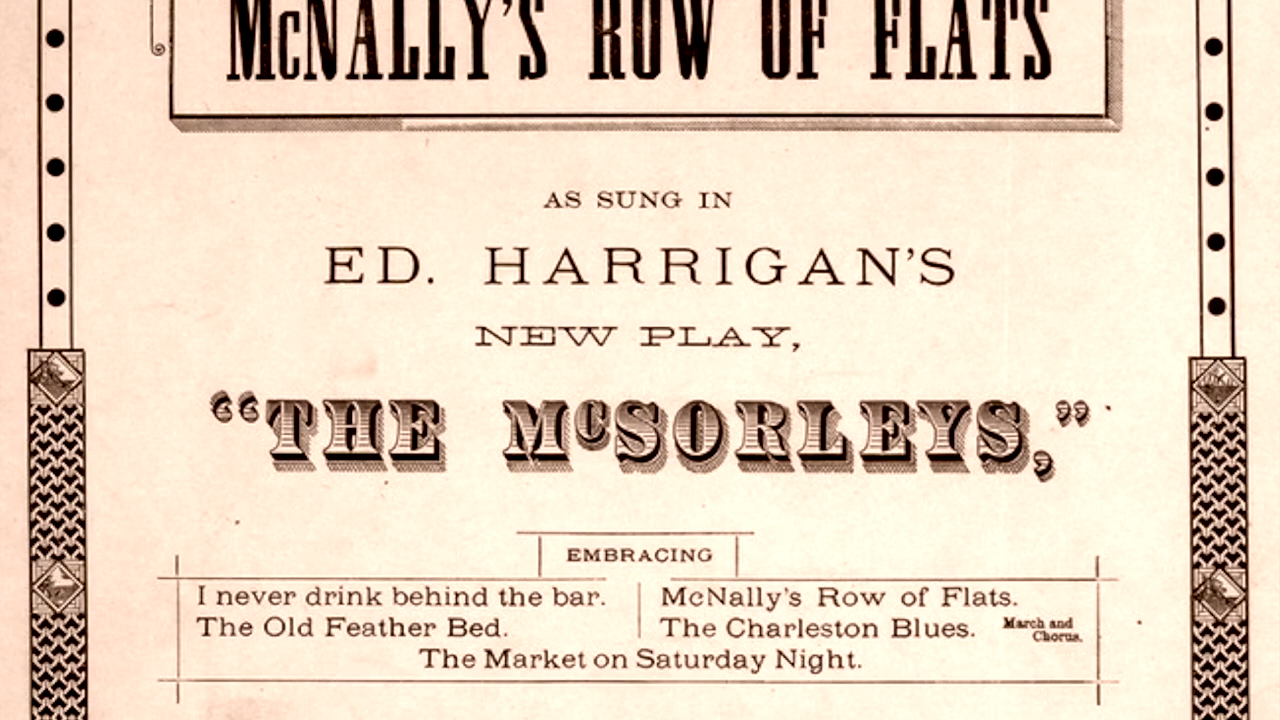 McNALLY'S ROW OF FLATS
AS SUNG IN
ED. HARRIGAN'S
NEW PLAY,
“THE McSORLEYS,”
EMBRACING
I never drink behind the bar.
The Old Feather Bed.
McNally's Row of Flats.
The Charleston Blues. March and Chorus.
The Market on Saturday Night.